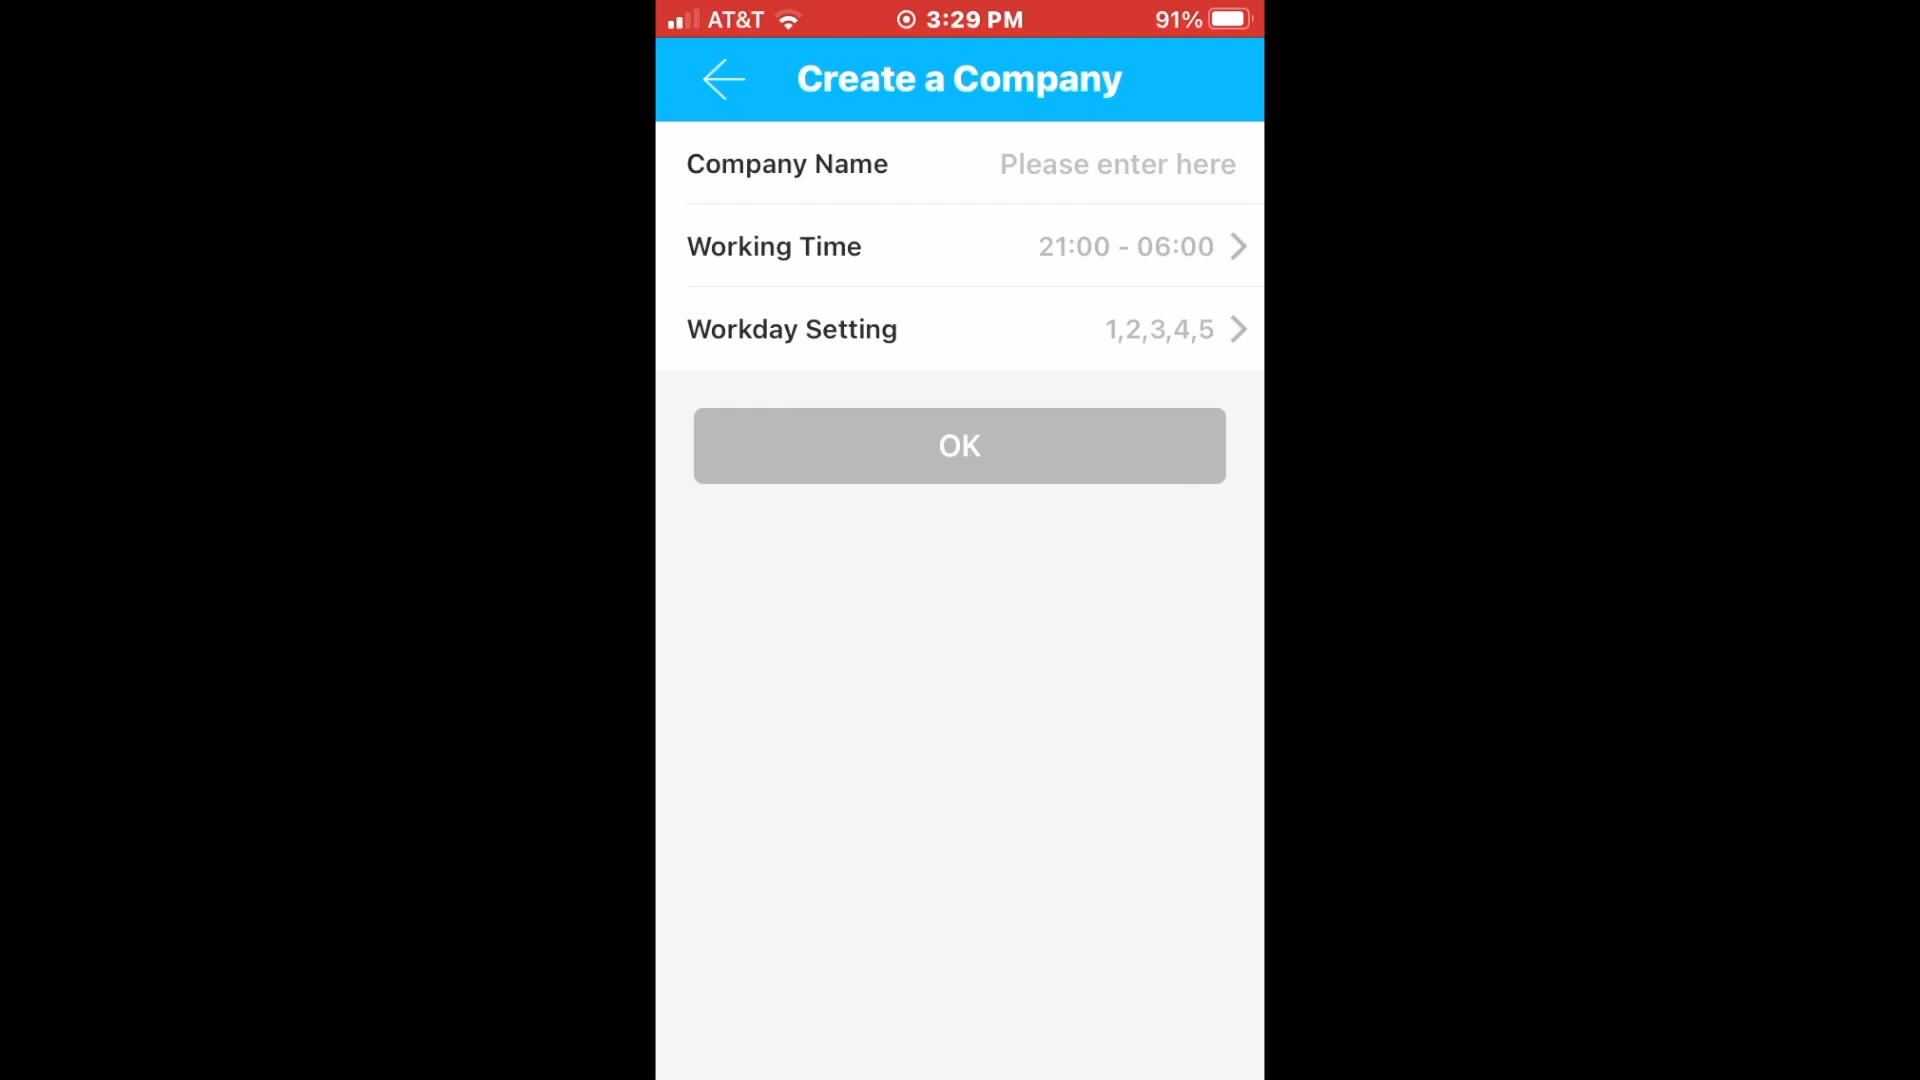 AT&T 3:29 PM 91%
Create a Company
Company Name Please enter here
Working Time 21:00 - 06:00
Workday Setting 1,2,3,4,5
OK